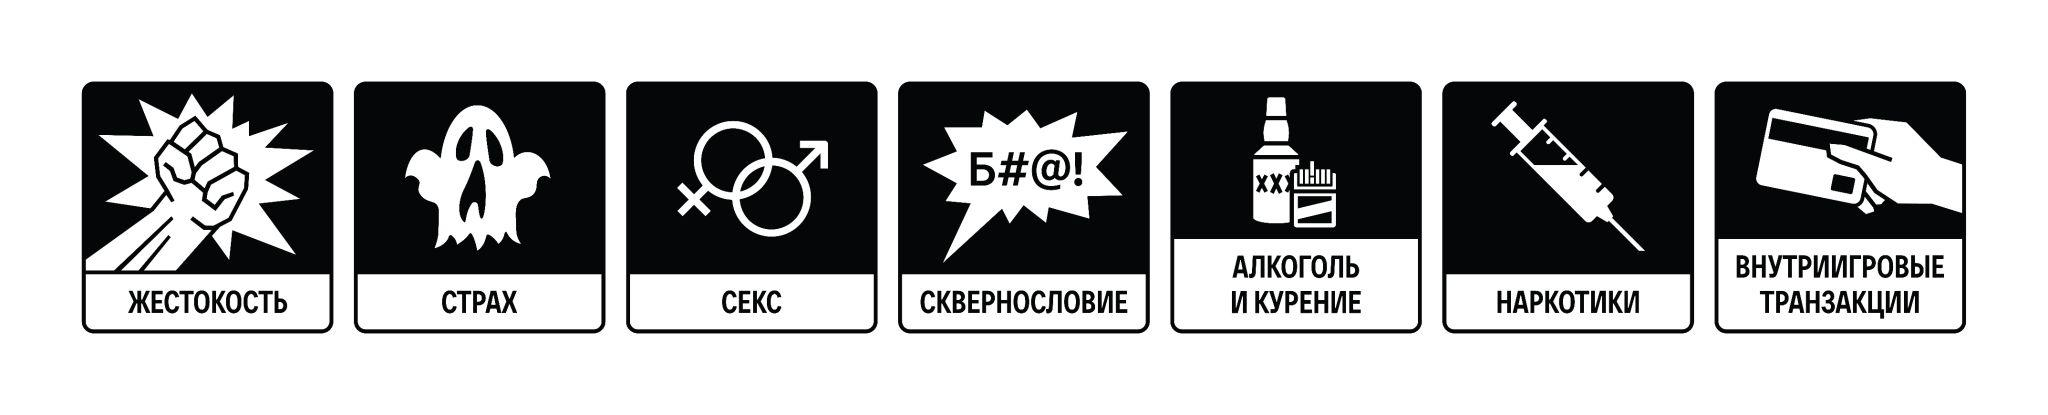 ЖЕСТОКОСТЬ
СТРАХ
СЕКС
Б#@!
СКВЕРНОСЛОВИЕ
XXX
АЛКОГОЛЬ
И КУРЕНИЕ
НАРКОТИКИ
ВНУТРИИГРОВЫЕ
ТРАНЗАКЦИИ